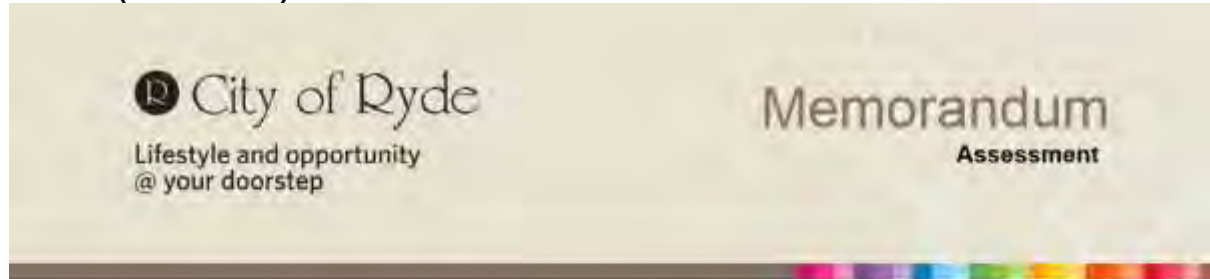 R City of Ryde
Lifestyle and opportunity
@ your doorstep
Memorandum
Assessment